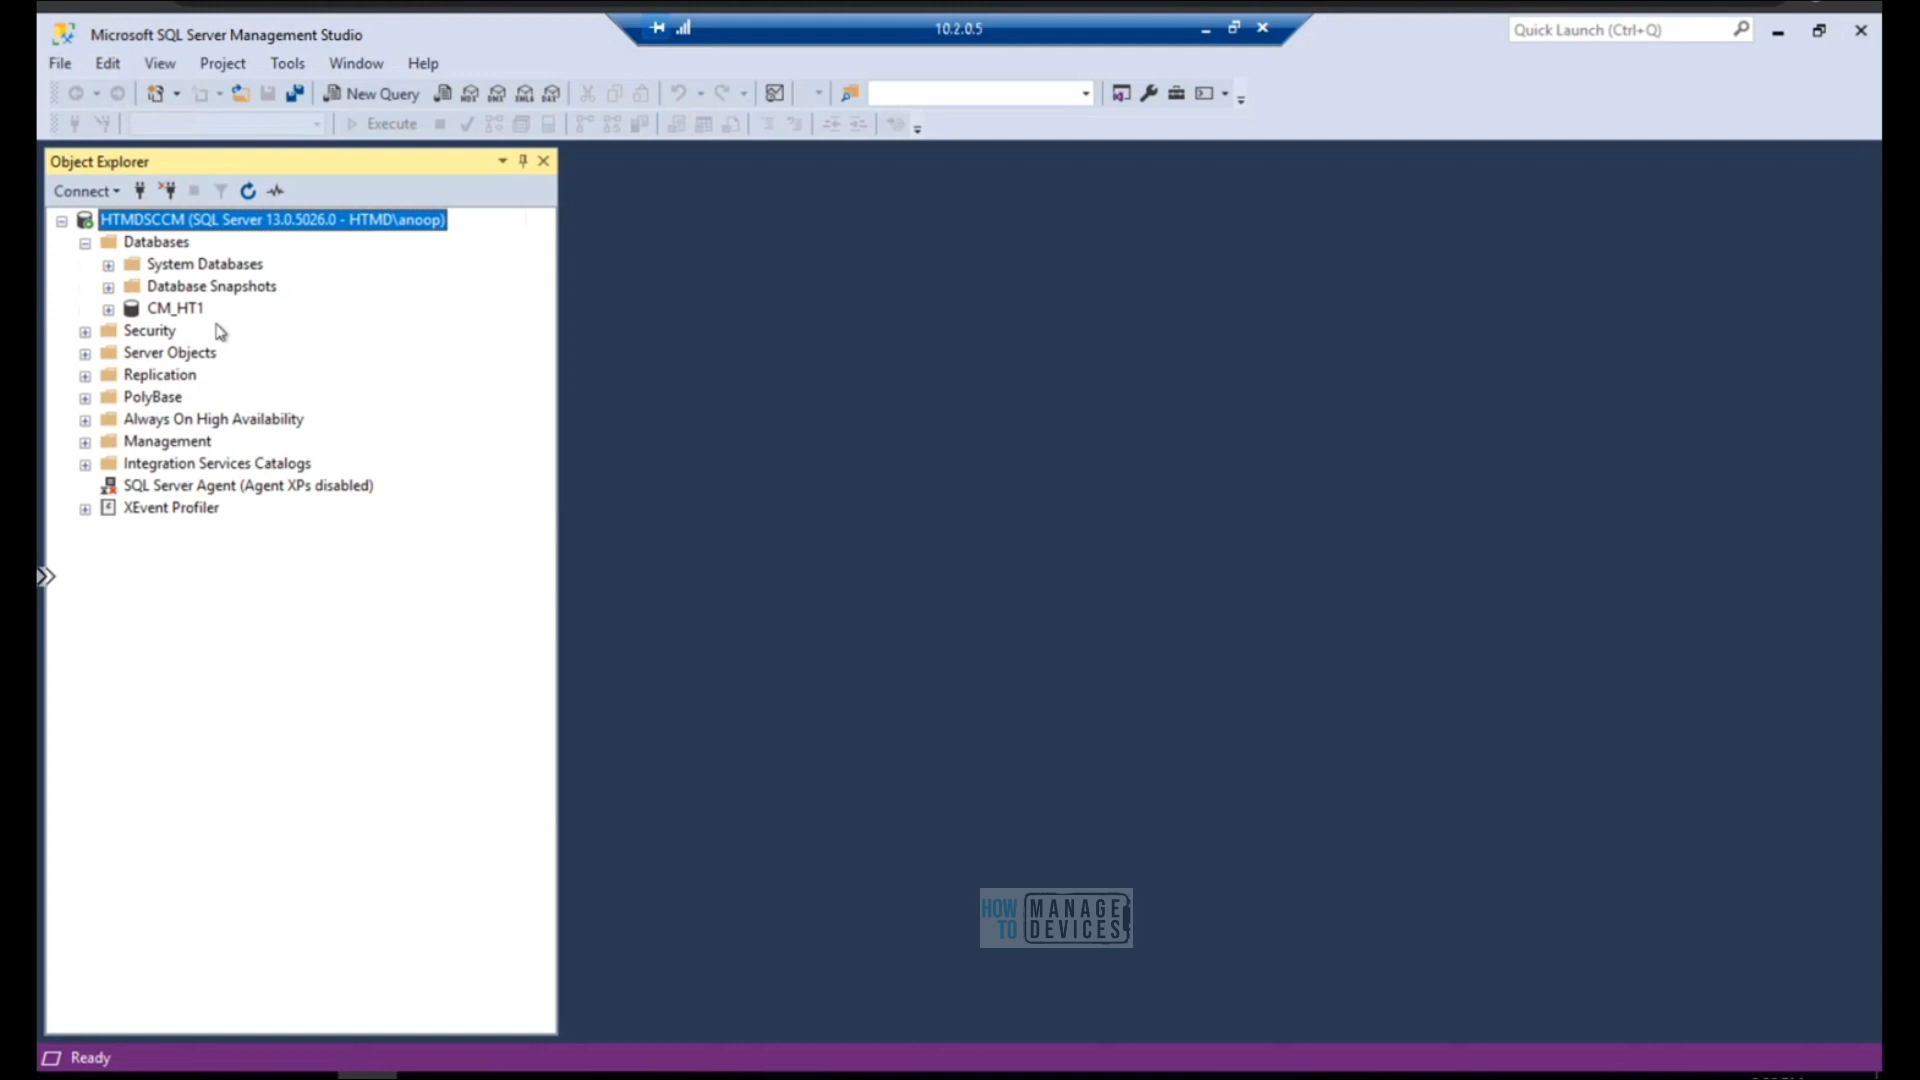 10.2.0.5
Microsoft SQL Server Management Studio
Quick Launch (Ctrl+Q)
File Edit View Project Tools Window Help
New Query
Execute
Object Explorer
Connect
HTMDSCCM (SQL Server 13.0.5026.0 - HTMD\anoop)
Databases
System Databases
Database Snapshots
CM_HT1
Security
Server Objects
Replication
PolyBase
Always On High Availability
Management
Integration Services Catalogs
SQL Server Agent (Agent XPs disabled)
XEvent Profiler
HOW TO MANAGE DEVICES
Ready